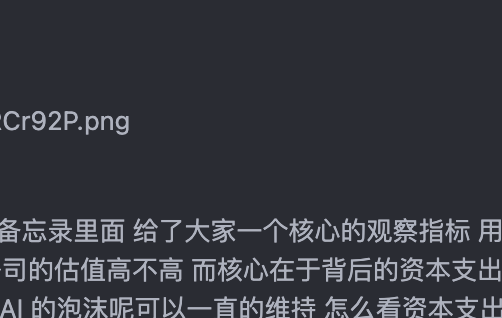 Cr92P.png
备忘录里面 给了大家一个核心的观察指标 用
司的估值高不高 而核心在于背后的资本支出
AI 的泡沫呢可以一直的维持 怎么看资本支出